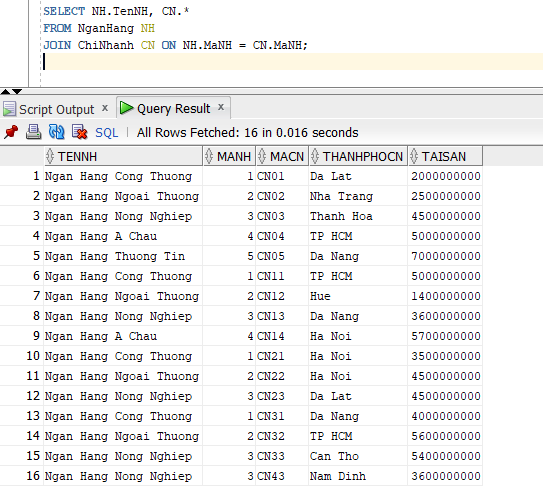 SELECT NH.TenNH, CN.*
FROM NganHang NH
JOIN ChiNhanh CN ON NH.MaNH = CN.MaNH;
Script Output x Query Result x
SQL | All Rows Fetched: 16 in 0.016 seconds
TENNH MANH MACN THANHPHOCN TAISAN
1 Ngan Hang Cong Thuong 1 CN01 Da Lat 2000000000
2 Ngan Hang Ngoai Thuong 2 CN02 Nha Trang 2500000000
3 Ngan Hang Nong Nghiep 3 CN03 Thanh Hoa 4500000000
4 Ngan Hang A Chau 4 CN04 TP HCM 5000000000
5 Ngan Hang Thuong Tin 5 CN05 Da Nang 7000000000
6 Ngan Hang Cong Thuong 1 CN11 TP HCM 5000000000
7 Ngan Hang Ngoai Thuong 2 CN12 Hue 1400000000
8 Ngan Hang Nong Nghiep 3 CN13 Da Nang 3600000000
9 Ngan Hang A Chau 4 CN14 Ha Noi 5700000000
10 Ngan Hang Cong Thuong 1 CN21 Ha Noi 3500000000
11 Ngan Hang Ngoai Thuong 2 CN22 Ha Noi 4500000000
12 Ngan Hang Nong Nghiep 3 CN23 Da Lat 4500000000
13 Ngan Hang Cong Thuong 1 CN31 Da Nang 4000000000
14 Ngan Hang Ngoai Thuong 2 CN32 TP HCM 5600000000
15 Ngan Hang Nong Nghiep 3 CN33 Can Tho 5400000000
16 Ngan Hang Nong Nghiep 3 CN43 Nam Dinh 3600000000